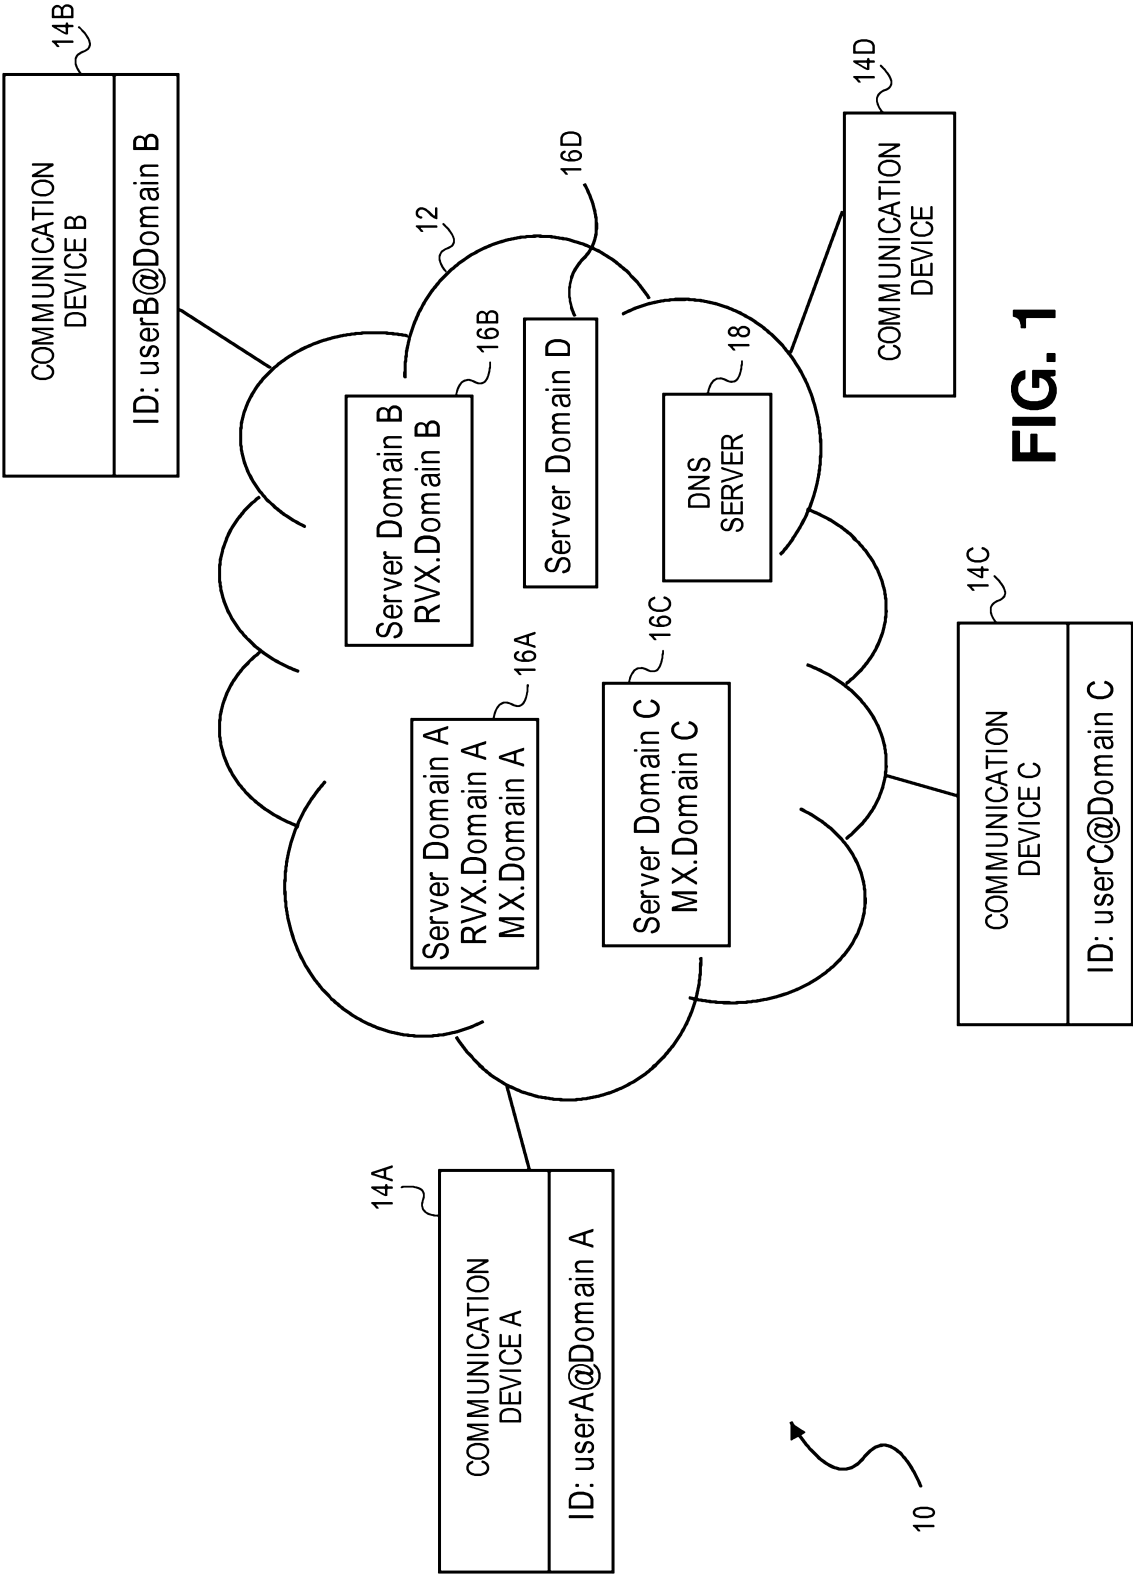 14B
COMMUNICATION
DEVICE B
ID: userB@Domain B
12
16D
14D
COMMUNICATION
DEVICE
Server Domain B
RVX.Domain B
16B
Server Domain D
18
DNS
SERVER
16A
Server Domain A
RVX.Domain A
MX.Domain A
16C
Server Domain C
MX.Domain C
14C
COMMUNICATION
DEVICE C
ID: userC@Domain C
14A
COMMUNICATION
DEVICE A
ID: userA@Domain A
10
FIG. 1